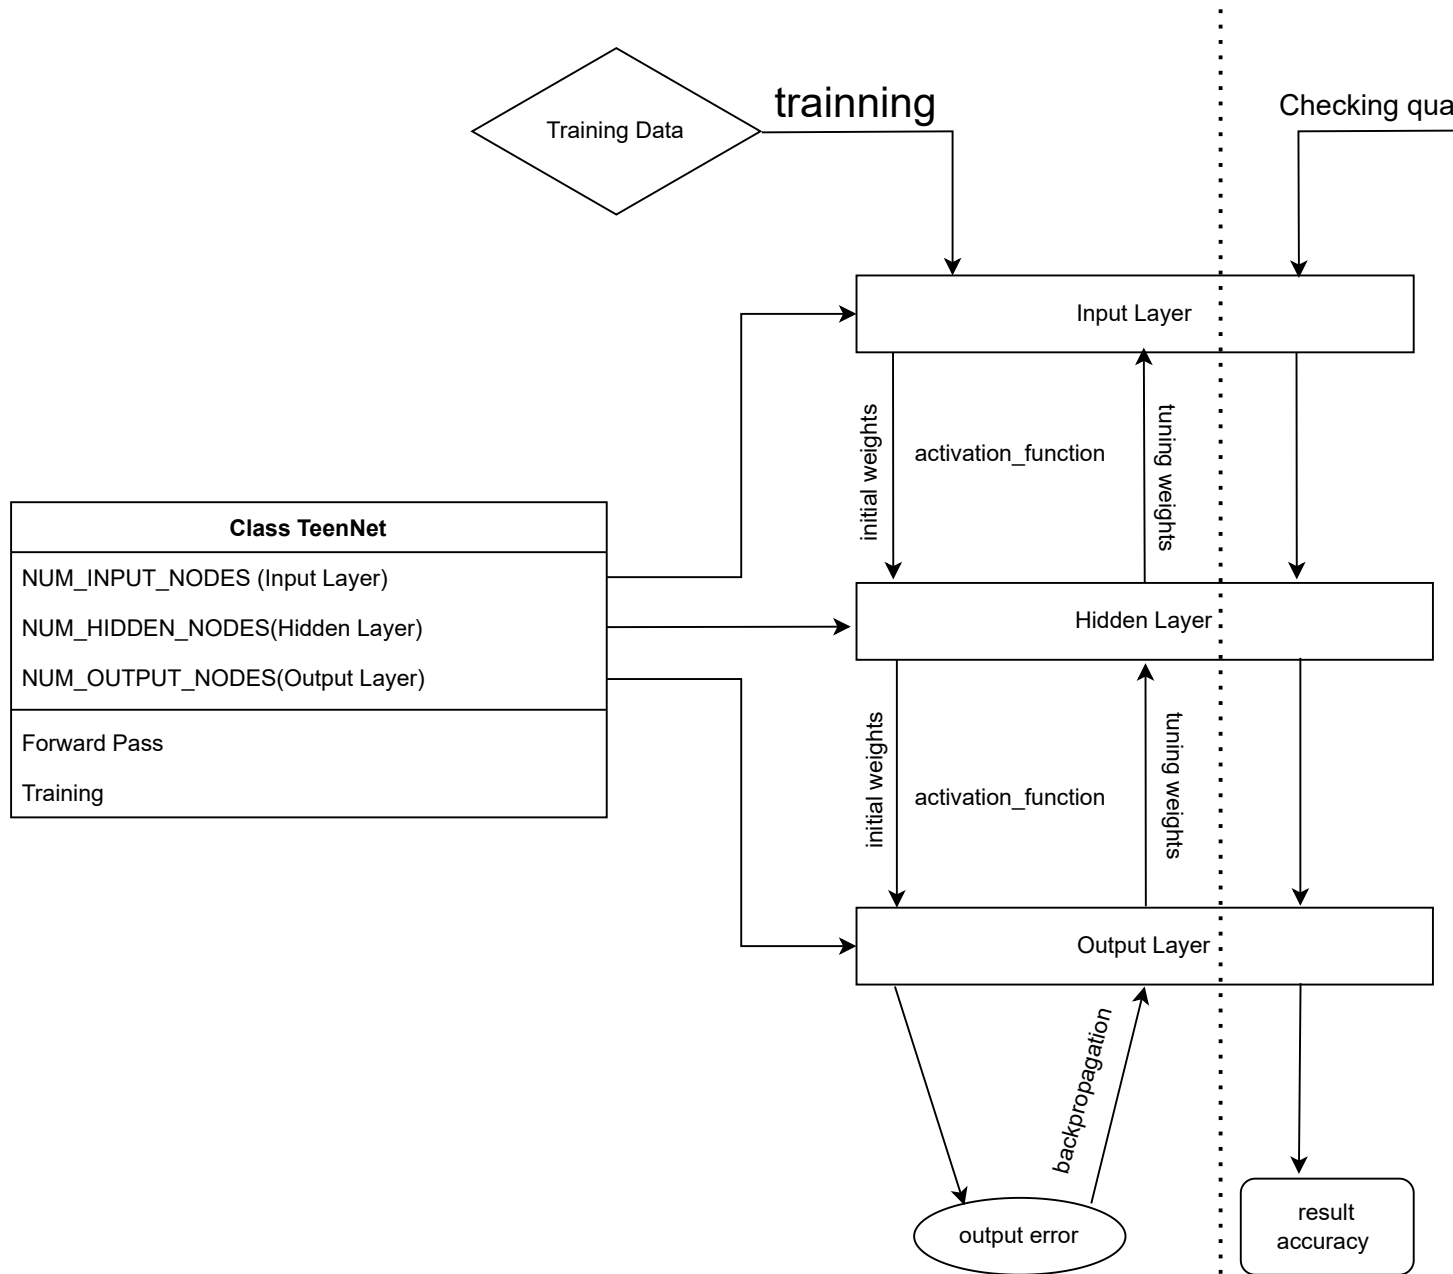 trainning
Training Data
Checking qua
Input Layer
initial weights
activation_function
tuning weights
Class TeenNet
NUM_INPUT_NODES (Input Layer)
NUM_HIDDEN_NODES(Hidden Layer)
NUM_OUTPUT_NODES(Output Layer)
Forward Pass
Training
Hidden Layer
initial weights
activation_function
tuning weights
Output Layer
backpropagation
output error
result
accuracy